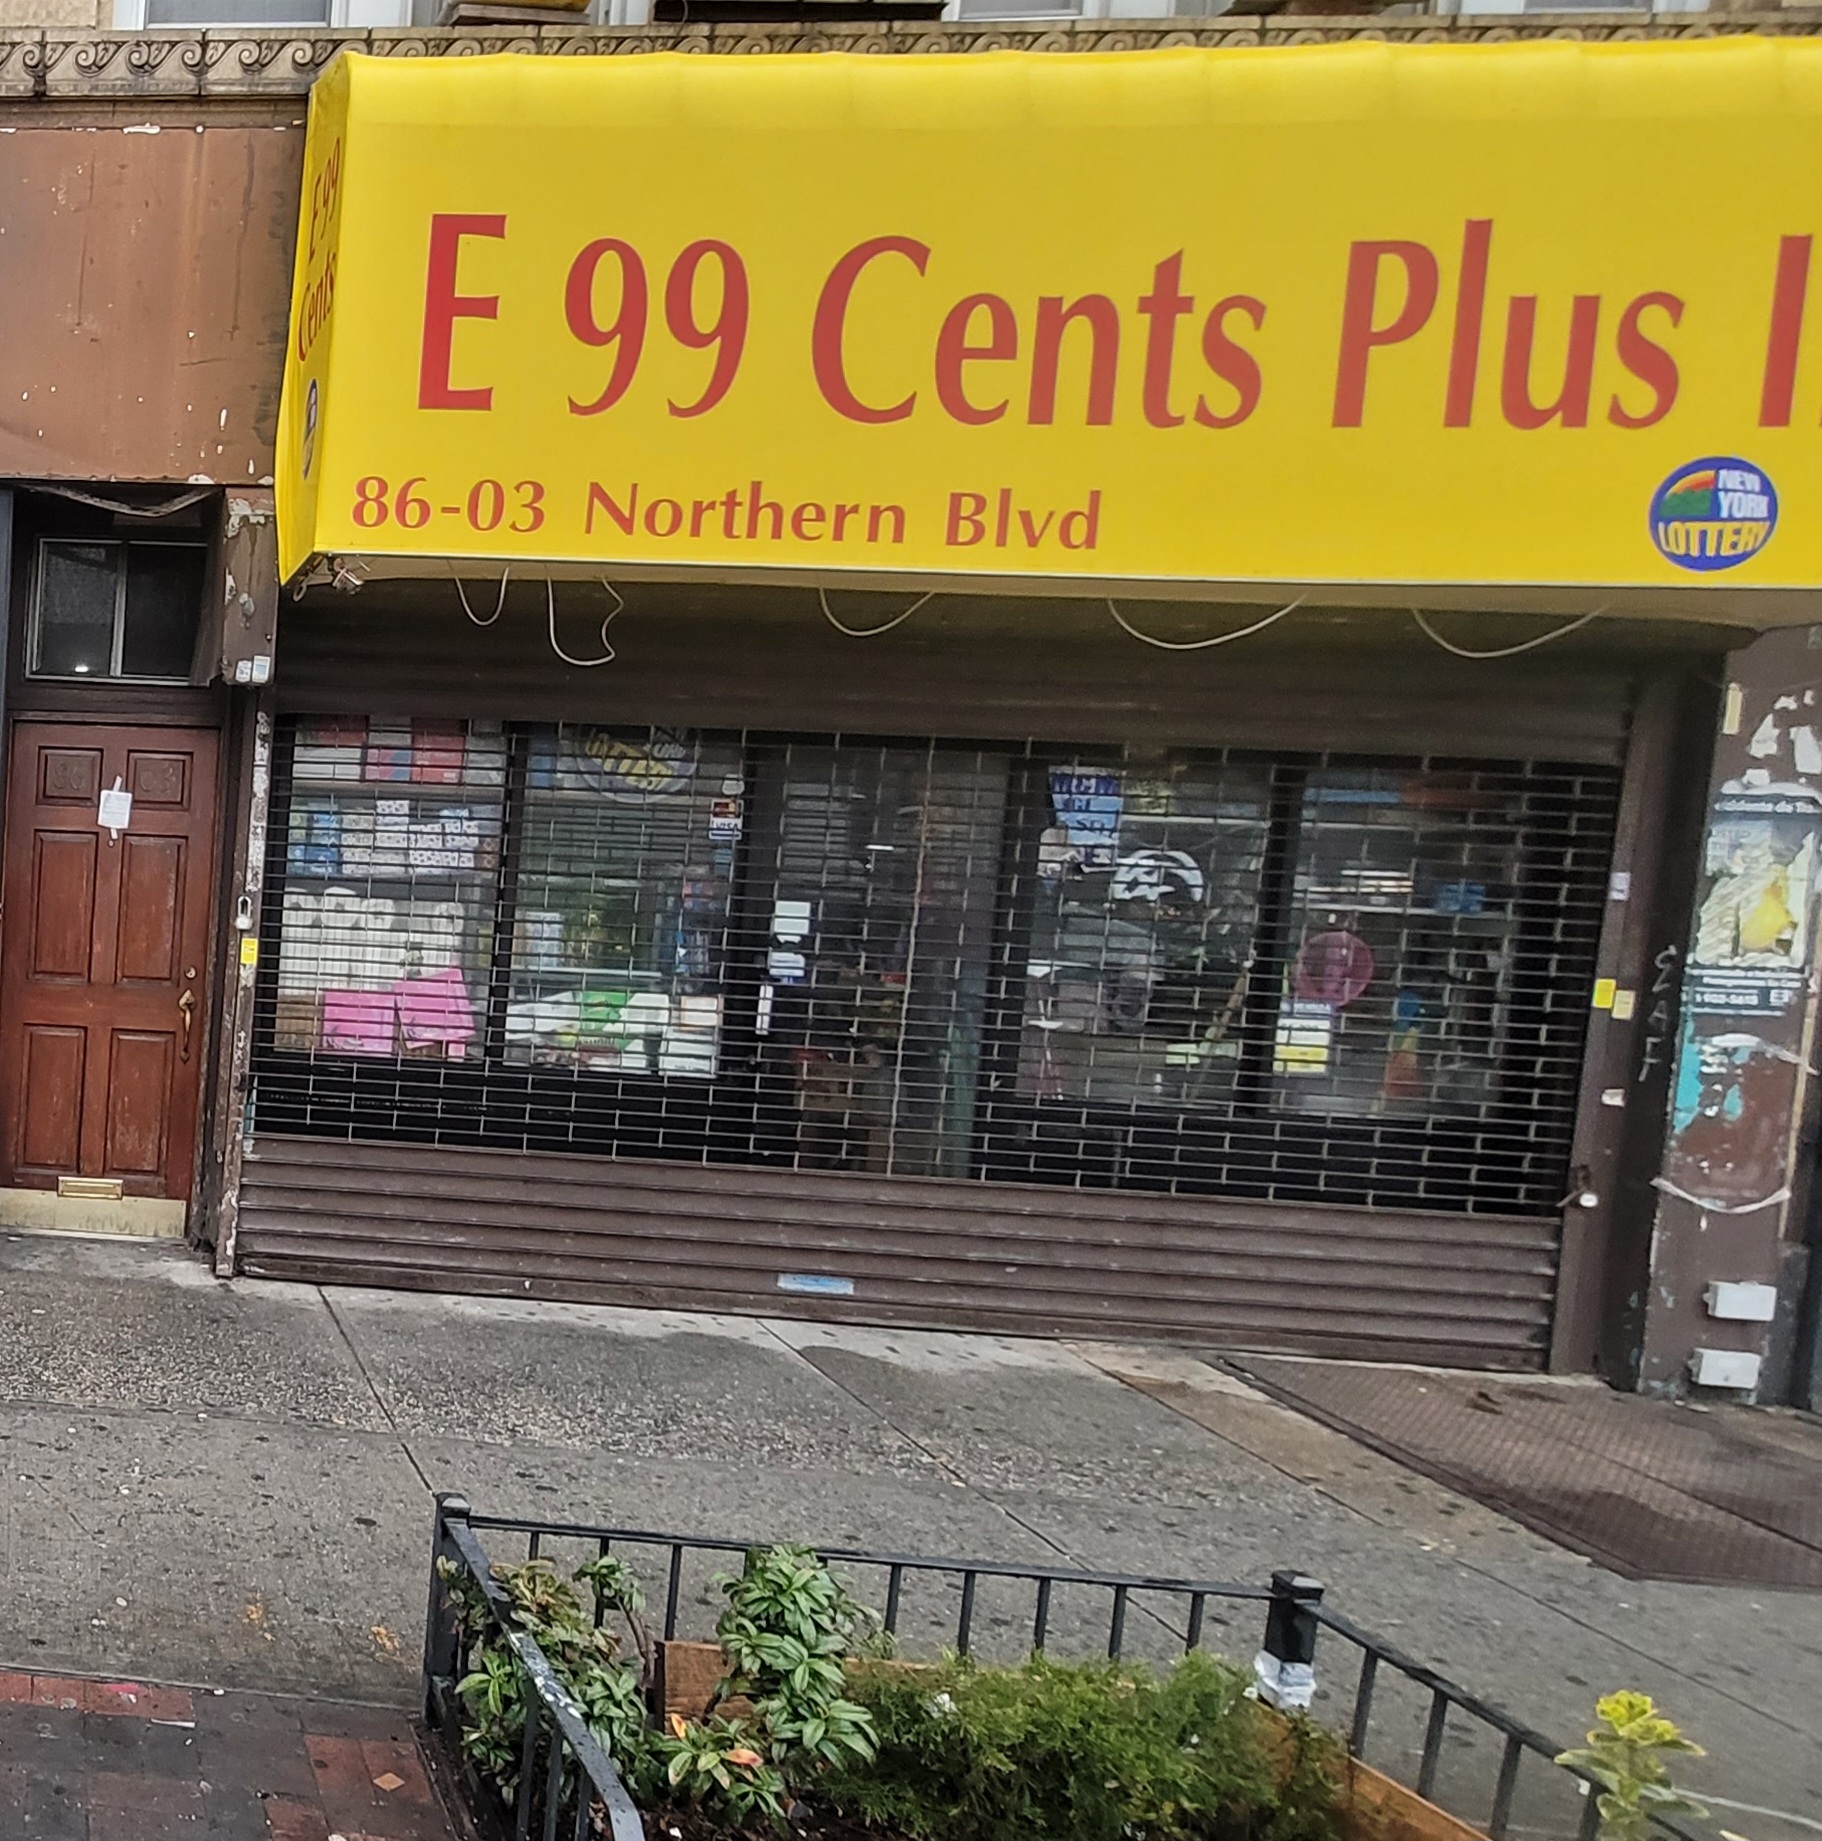 E 99 Cents Plus I
86-03 Northern Blvd
NEW
YORK
LOTTERY
E 99
Cents